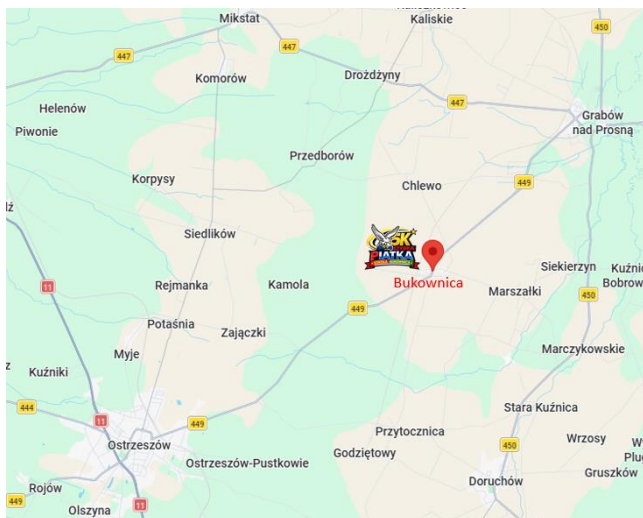 Mikstat
Kaliskie
447
450
Komorów
Drożdżyny
447
Helenów
Grabów
nad Prosną
Piwonie
Przedborów
449
Korpysy
Chlewo
Siedlików
5K
PIĄTKA
Siekierzyn
Bukownica
Kuźnic
Bobrow
11
Rejmanka
Kamola
Marszałki
450
449
Potaśnia
Zajączki
Myje
Marczykowskie
Kuźniki
444
11
449
Stara Kuźnica
Przytocznica
Ostrzeszów
450
Wrzosy
Godziętowy
Ostrzeszów-Pustkowie
Doruchów
Gruszków
Rojów
449
11
Olszyna